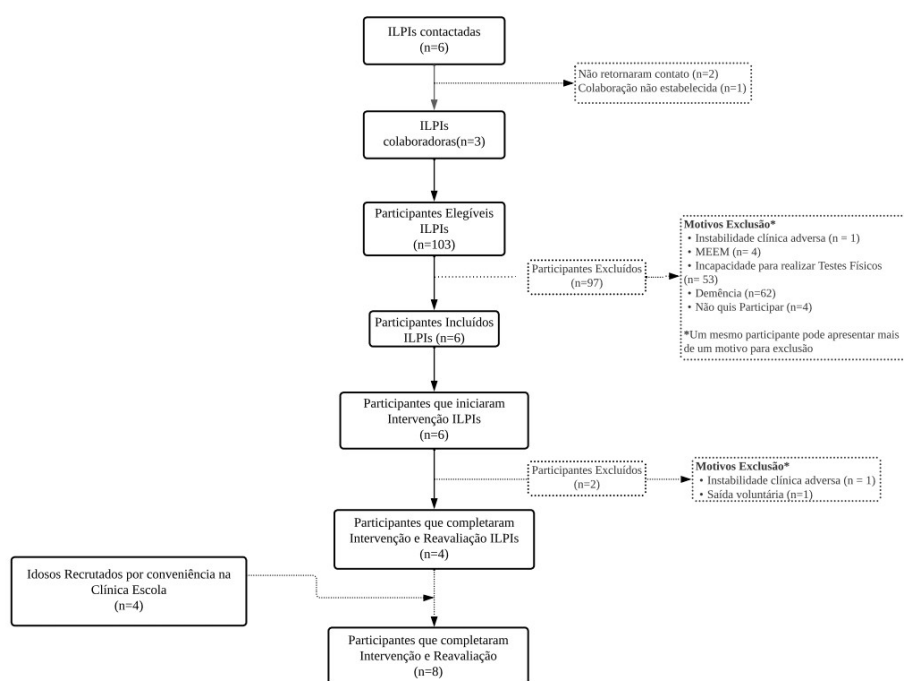 ILPIs contactadas
(n=6)
Não retornaram contato (n=2)
Colaboração não estabelecida (n=1)
ILPIs
colaboradoras(n=3)
Participantes Elegíveis
ILPIs
(n=103)
Participantes Excluídos
(n=97)
Motivos Exclusão*
• Instabilidade clínica adversa (n = 1)
• MEEM (n= 4)
• Incapacidade para realizar Testes Físicos
(n= 53)
• Demência (n=62)
• Não quis Participar (n=4)
*Um mesmo participante pode apresentar mais
de um motivo para exclusão
Participantes Incluídos
ILPIs (n=6)
Participantes que iniciaram
Intervenção ILPIs
(n=6)
Participantes Excluídos
(n=2)
Motivos Exclusão*
• Instabilidade clínica adversa (n = 1)
• Saída voluntária (n=1)
Participantes que completaram
Intervenção e Reavaliação ILPIs
(n=4)
Idosos Recrutados por conveniência na
Clínica Escola
(n=4)
Participantes que completaram
Intervenção e Reavaliação
(n=8)